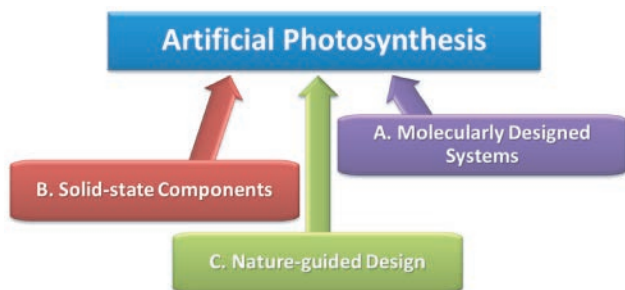 Artificial Photosynthesis
A. Molecularly Designed
Systems
B. Solid-state Components
C. Nature-guided Design